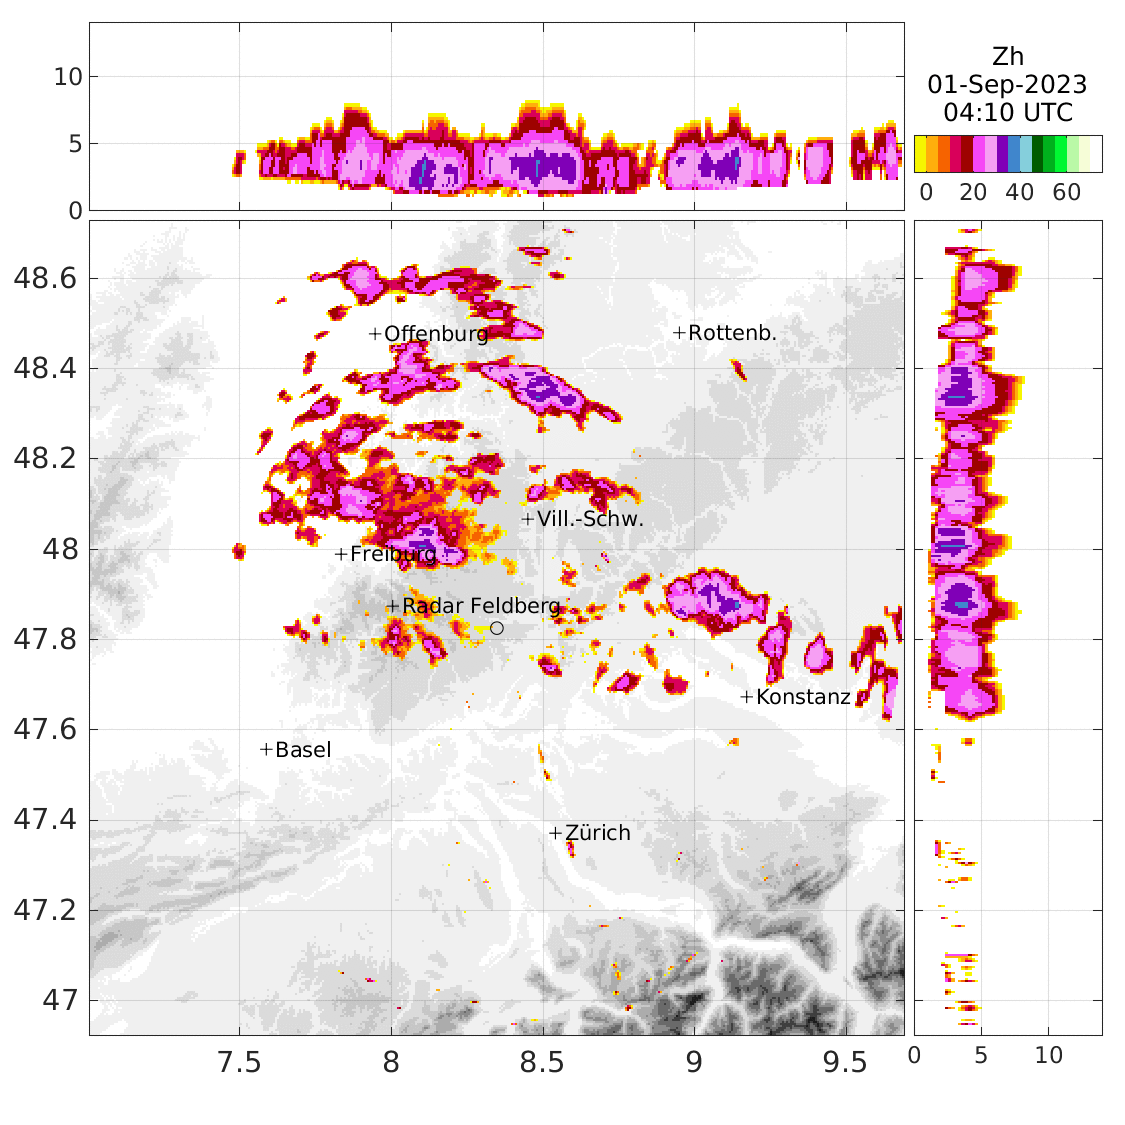 10
5
0
Zh
01-Sep-2023
04:10 UTC
0 20 40 60
48.6
48.4
48.2
48
47.8
47.6
47.4
47.2
47
+Offenburg
+Rottenb.
+Vill.-Schw.
+Freiburg
+Radar Feldberg
+Konstanz
+Basel
+Zürich
7.5 8 8.5 9 9.5
0 5 10